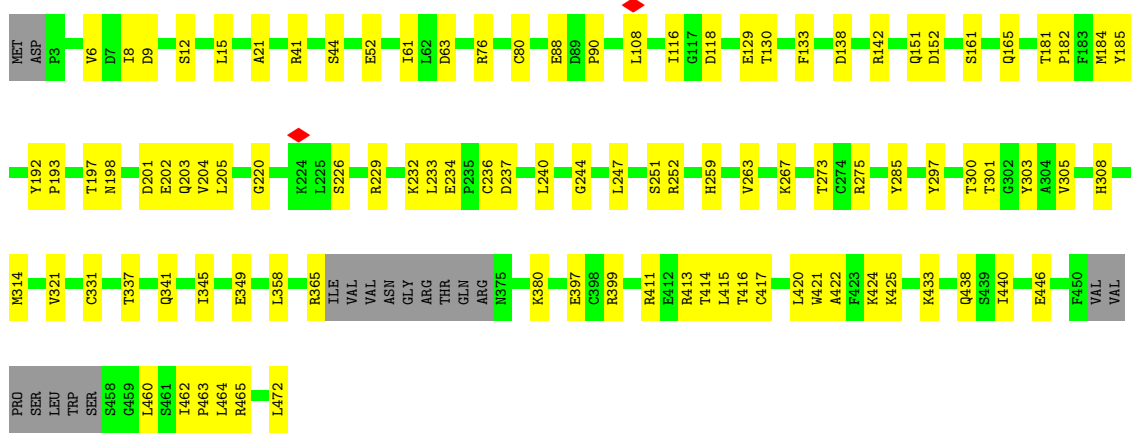 MET ASP P3 V6 D7 I8 D9 S12 L15 A21 R41 S44 E52 I61 L62 D63 R76 C80 E88 D89 P90 L108 I116 G117 D118 E129 T130 F133 D138 R142 Q151 D152 S161 Q165 T181 P182 F183 M184 Y185
Y192 P193 T197 N198 D201 E202 Q203 V204 L205 G220 K224 L225 S226 R229 K232 L233 E234 P235 C236 D237 L240 G244 L247 S251 R252 H259 V263 K267 T273 C274 R275 Y285 Y297 T300 T301 G302 Y303 A304 V305 H308
M314 V321 C331 T337 Q341 I345 E349 L358 R365 ILE VAL VAL ASN GLY ARG THR GLN ARG N375 K380 E397 C398 R399 R411 E412 R413 T414 L415 T416 C417 L420 W421 A422 F423 K424 K425 K433 Q438 S439 I440 E446 F450 VAL VAL
PRO SER LEU TRP SER S458 G459 L460 S461 I462 P463 L464 R465 L472